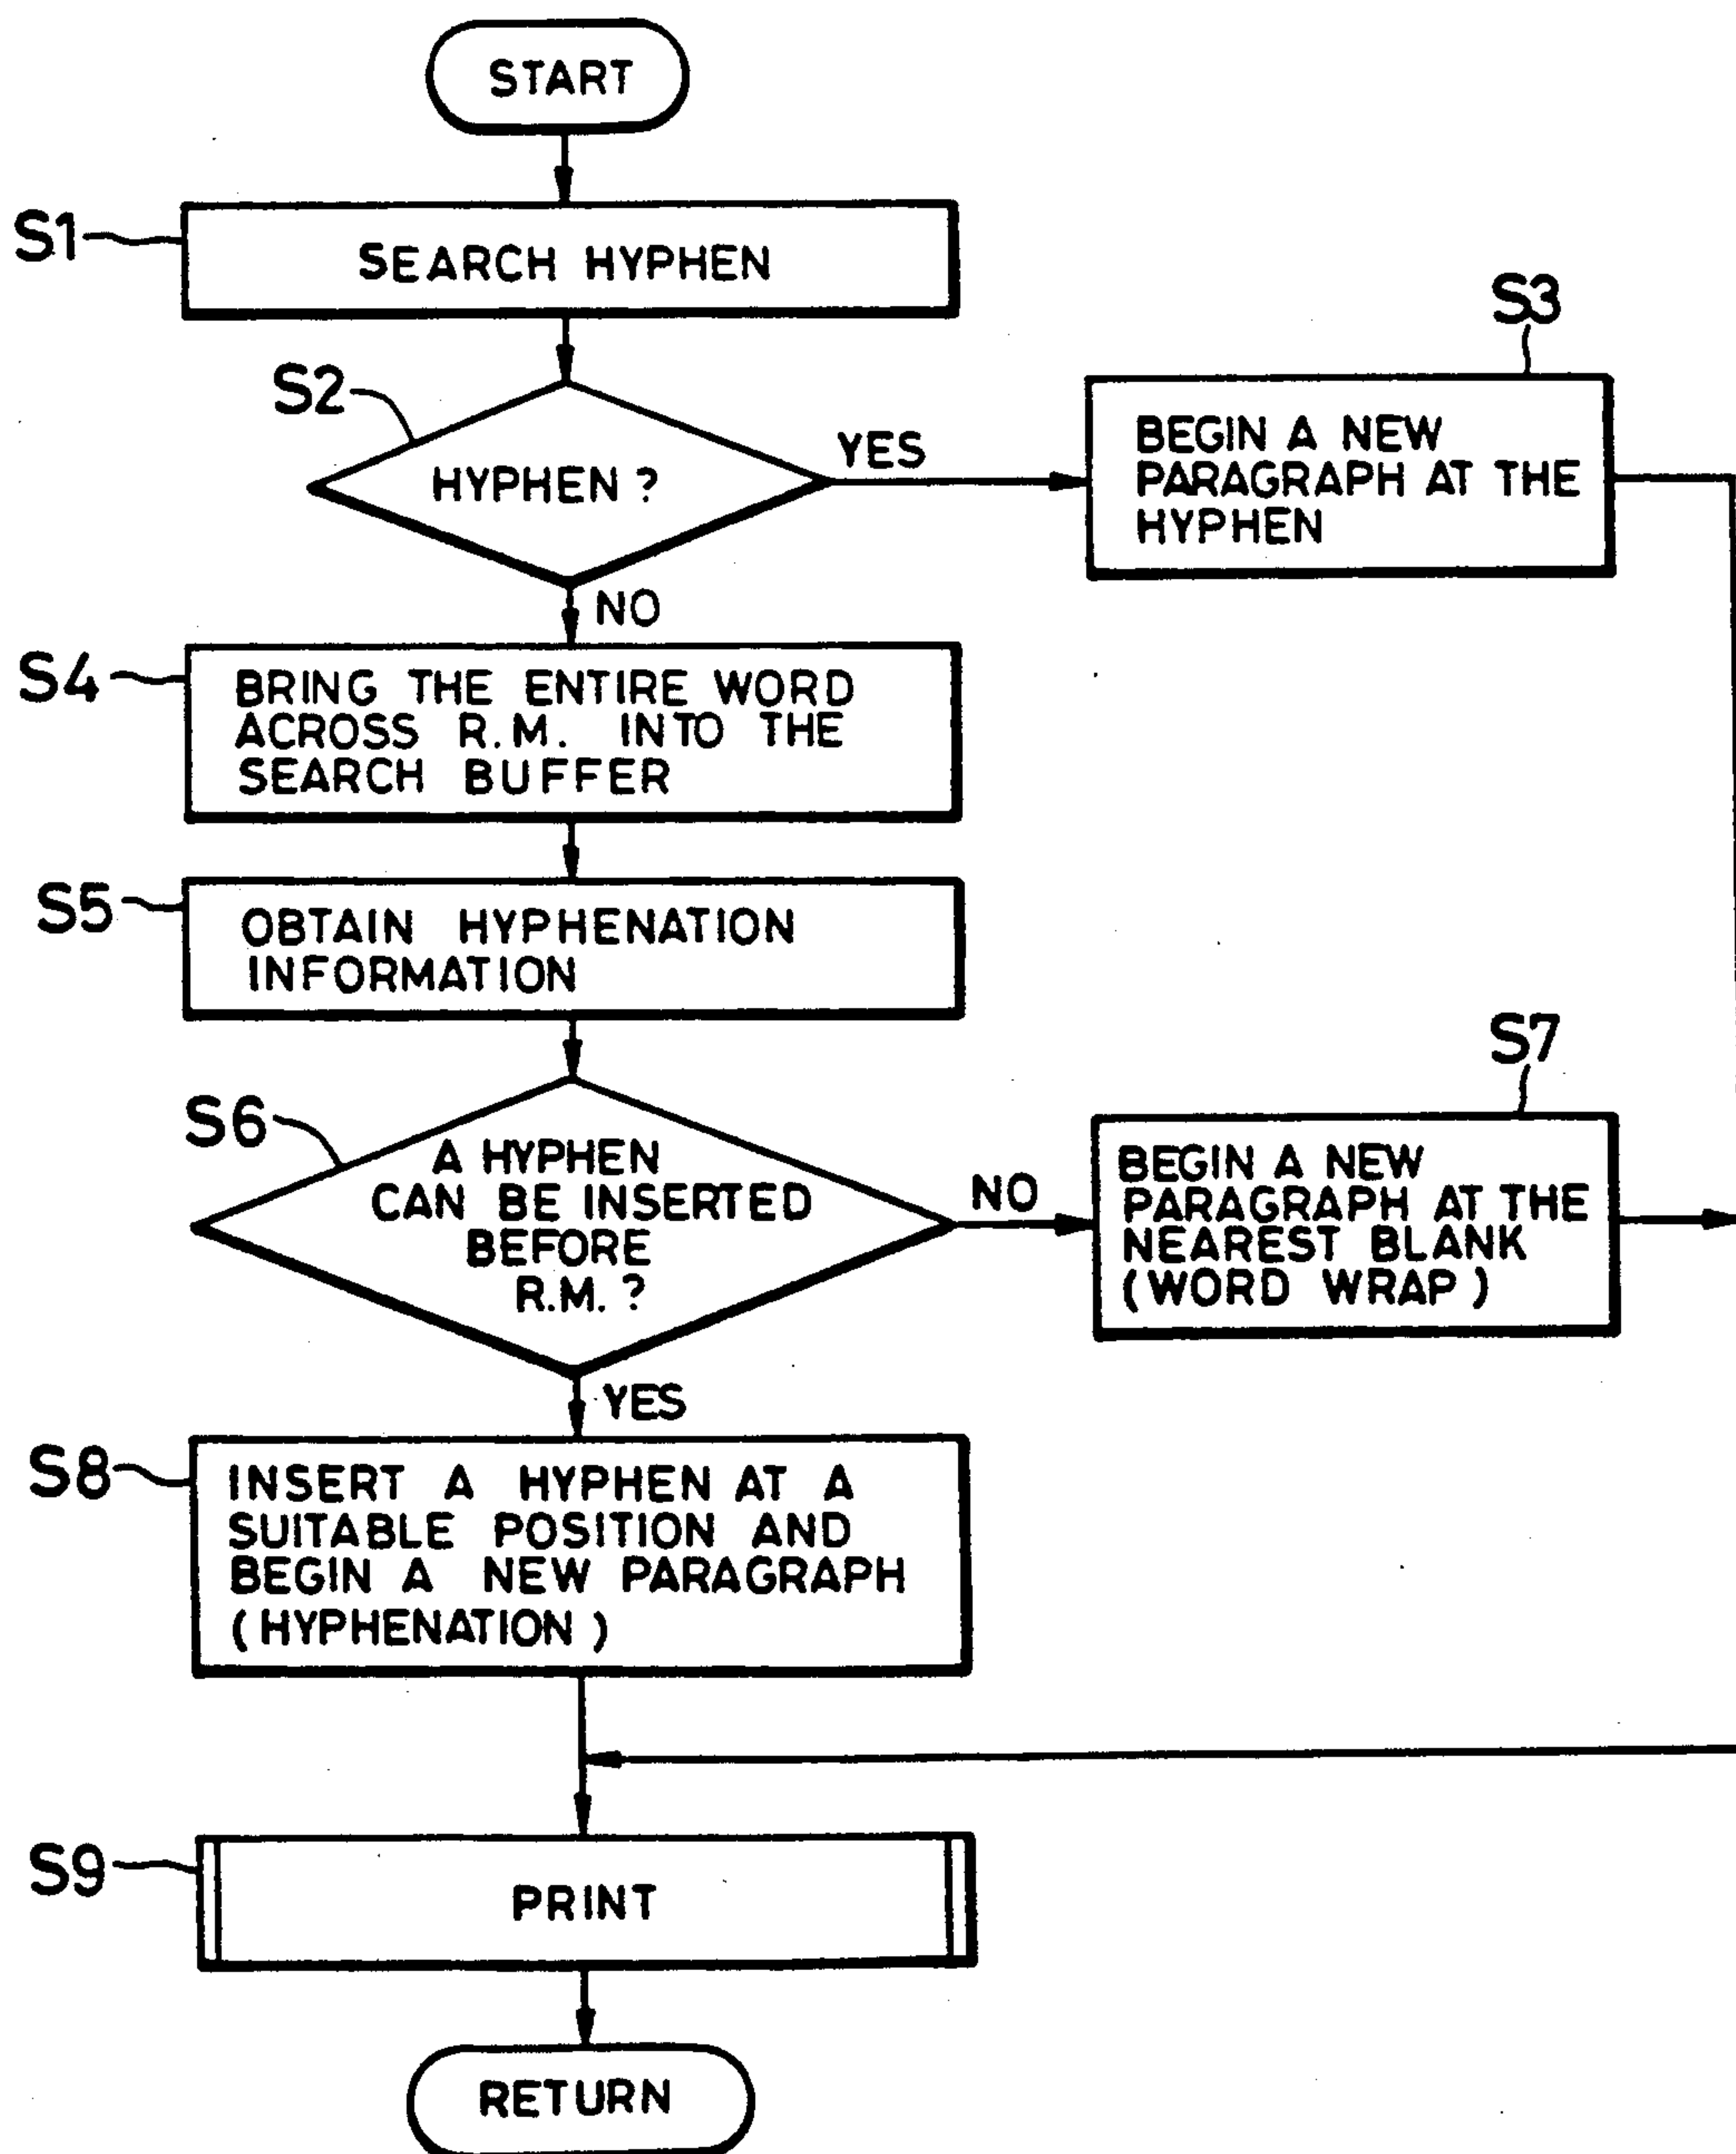 START
S1
SEARCH HYPHEN
S2
HYPHEN ?
YES
S3
BEGIN A NEW
PARAGRAPH AT THE
HYPHEN
NO
S4
BRING THE ENTIRE WORD
ACROSS R.M. INTO THE
SEARCH BUFFER
S5
OBTAIN HYPHENATION
INFORMATION
S6
A HYPHEN
CAN BE INSERTED
BEFORE
R.M. ?
NO
S7
BEGIN A NEW
PARAGRAPH AT THE
NEAREST BLANK
(WORD WRAP)
YES
S8
INSERT A HYPHEN AT A
SUITABLE POSITION AND
BEGIN A NEW PARAGRAPH
(HYPHENATION)
S9
PRINT
RETURN